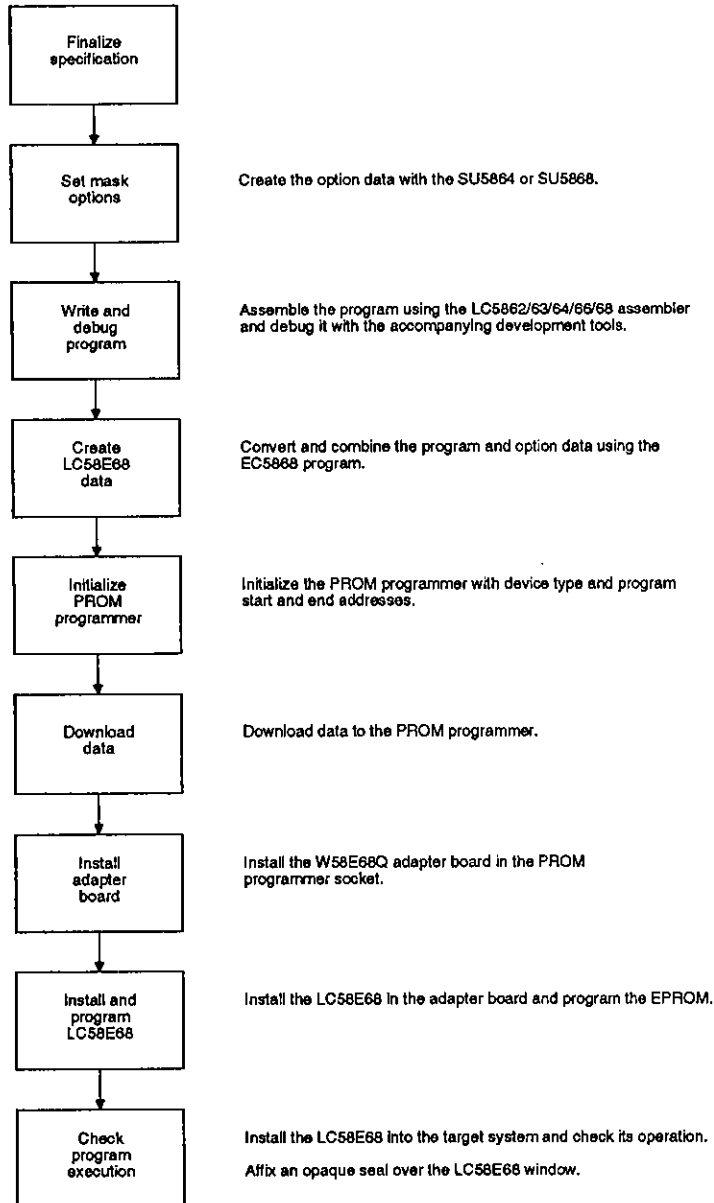 Finalize
specification
Set mask
options
Create the option data with the SU5864 or SU5868.
Write and
debug
program
Assemble the program using the LC5862/63/64/66/68 assembler
and debug it with the accompanying development tools.
Create
LC58E68
data
Convert and combine the program and option data using the
EC5868 program.
Initialize
PROM
programmer
Initialize the PROM programmer with device type and program
start and end addresses.
Download
data
Download data to the PROM programmer.
Install
adapter
board
Install the W58E68Q adapter board in the PROM
programmer socket.
Install and
program
LC58E68
Install the LC58E68 in the adapter board and program the EPROM.
Check
program
execution
Install the LC58E68 into the target system and check its operation.
Affix an opaque seal over the LC58E68 window.